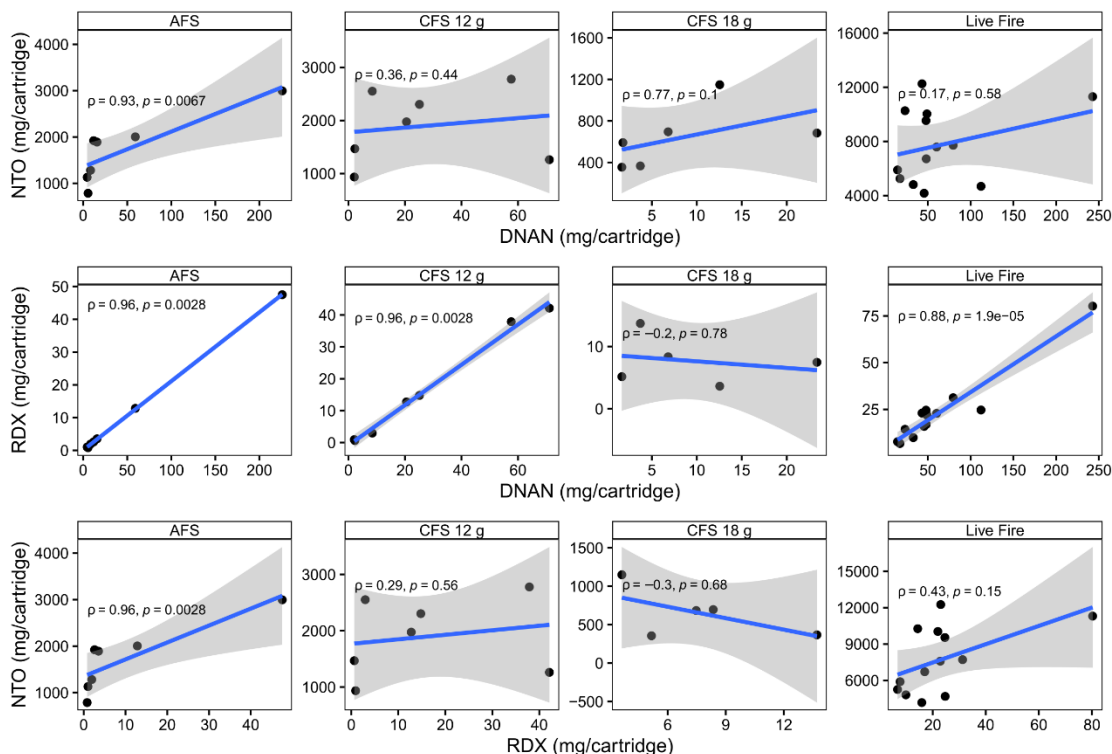 AFS CFS 12 g CFS 18 g Live Fire
NTO (mg/cartridge)
4000 3000 2000 1000
ρ = 0.93, p = 0.0067
0 50 100 150 200
3000 2000 1000
ρ = 0.36, p = 0.44
0 20 40 60
1600 1200 800 400
ρ = 0.77, p = 0.1
5 10 15 20
16000 12000 8000 4000
ρ = 0.17, p = 0.58
0 50 100 150 200 250
DNAN (mg/cartridge)
AFS CFS 12 g CFS 18 g Live Fire
RDX (mg/cartridge)
50 40 30 20 10 0
ρ = 0.96, p = 0.0028
0 50 100 150 200
40 30 20 10 0
ρ = 0.96, p = 0.0028
0 20 40 60
10 0
ρ = −0.2, p = 0.78
5 10 15 20
75 50 25
ρ = 0.88, p = 1.9e−05
0 50 100 150 200 250
DNAN (mg/cartridge)
AFS CFS 12 g CFS 18 g Live Fire
NTO (mg/cartridge)
4000 3000 2000 1000
ρ = 0.96, p = 0.0028
0 10 20 30 40
3000 2000 1000
ρ = 0.29, p = 0.56
0 10 20 30 40
1500 1000 500 0 −500
ρ = −0.3, p = 0.68
6 9 12
15000 12000 9000 6000
ρ = 0.43, p = 0.15
20 40 60 80
RDX (mg/cartridge)